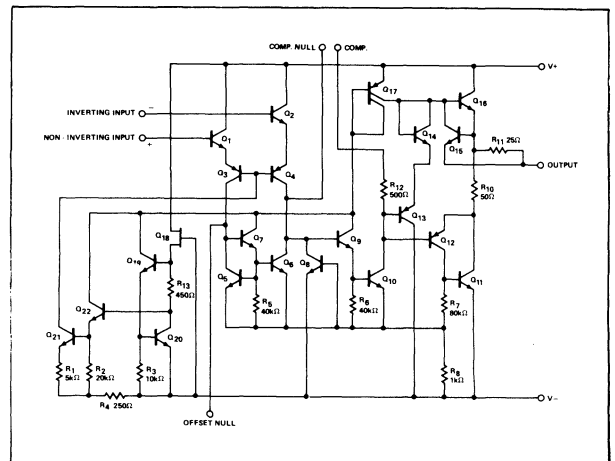 COMP. NULL
COMP.
V+
Q17
Q16
INVERTING INPUT −
Q2
Q14
NON - INVERTING INPUT +
Q1
Q15
R11 25Ω
OUTPUT
Q3
Q4
R12
500Ω
R10
50Ω
Q13
Q18
Q7
Q9
Q12
Q19
Q5
Q6
Q8
Q10
Q11
R13
450Ω
Q22
R5
40kΩ
R6
40kΩ
R7
80kΩ
Q21
Q20
R1
5kΩ
R2
20kΩ
R3
10kΩ
R8
1kΩ
R4 250Ω
V−
OFFSET NULL